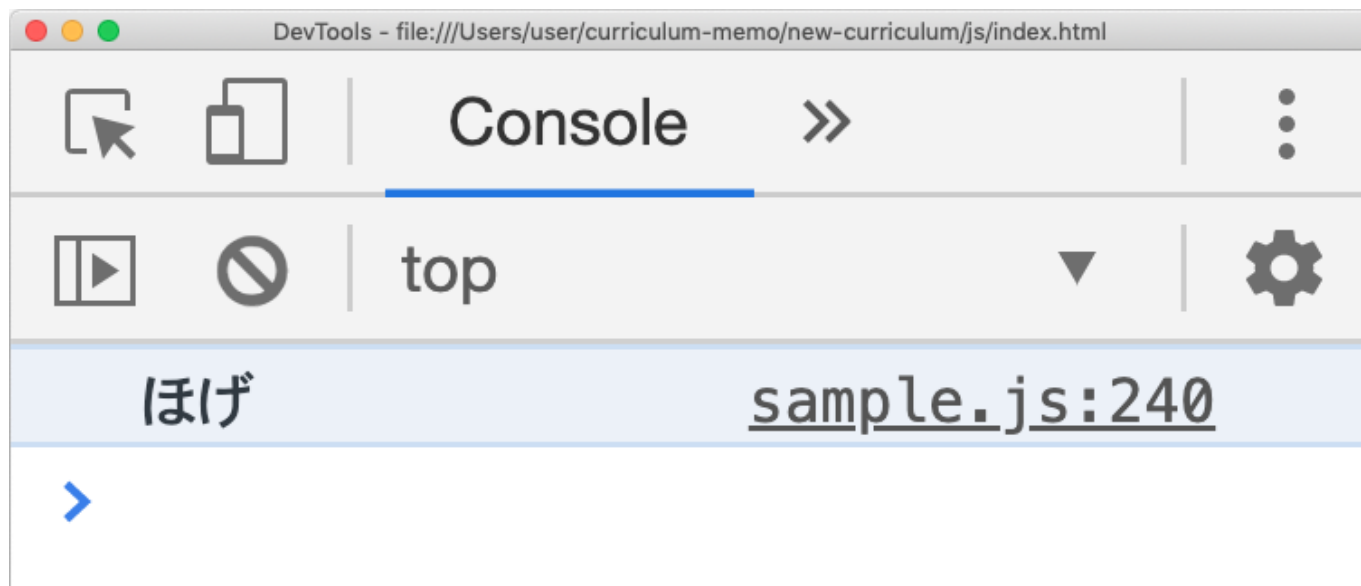 DevTools - file:///Users/user/curriculum-memo/new-curriculum/js/index.html
Console
top
ほげ sample.js:240